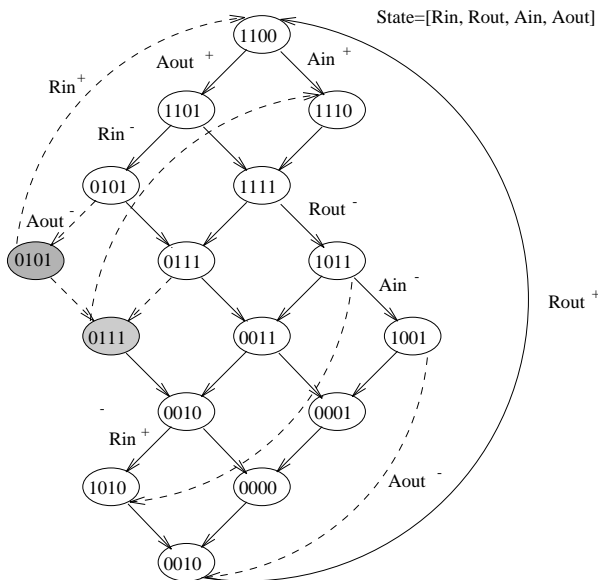 State=[Rin, Rout, Ain, Aout]
1100
Aout +
Ain +
Rin +
1101
1110
Rin -
0101
1111
Aout -
Rout -
0101
0111
1011
Ain -
Rout +
0111
0011
1001
-
0010
0001
Rin +
Aout -
1010
0000
0010